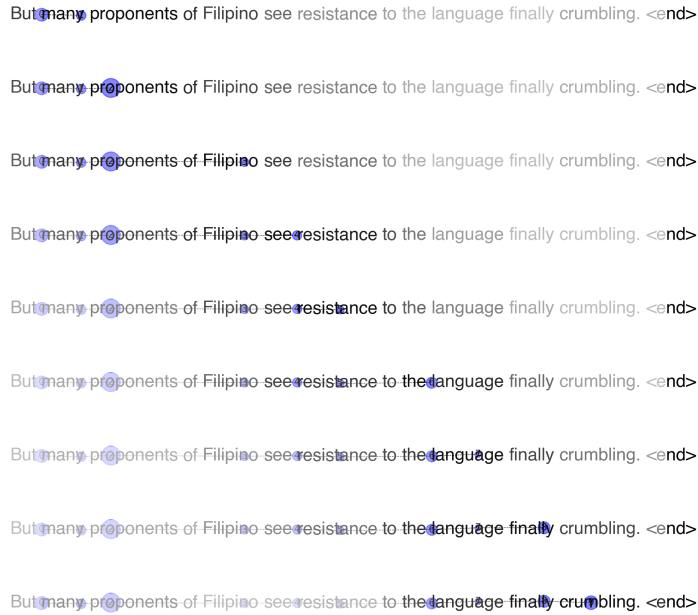 But many proponents of Filipino see resistance to the language finally crumbling. <end>
But many proponents of Filipino see resistance to the language finally crumbling. <end>
But many proponents of Filipino see resistance to the language finally crumbling. <end>
But many proponents of Filipino see resistance to the language finally crumbling. <end>
But many proponents of Filipino see resistance to the language finally crumbling. <end>
But many proponents of Filipino see resistance to the language finally crumbling. <end>
But many proponents of Filipino see resistance to the language finally crumbling. <end>
But many proponents of Filipino see resistance to the language finally crumbling. <end>
But many proponents of Filipino see resistance to the language finally crumbling. <end>